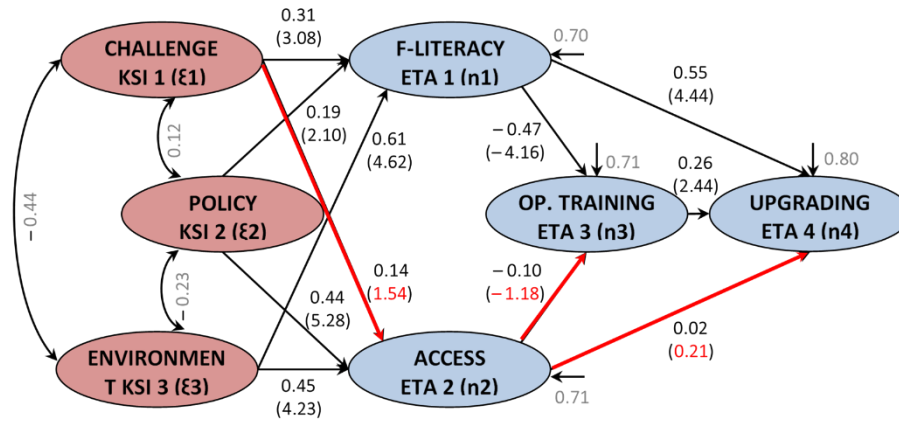 0.31
(3.08)
0.70
CHALLENGE
KSI 1 (ξ1)
F-LITERACY
ETA 1 (η1)
0.55
(4.44)
0.19
(2.10)
0.12
0.61
(4.62)
– 0.47
(– 4.16)
0.71
0.26
(2.44)
0.80
– 0.44
POLICY
KSI 2 (ξ2)
OP. TRAINING
ETA 3 (η3)
UPGRADING
ETA 4 (η4)
– 0.23
0.44
(5.28)
0.14
(1.54)
– 0.10
(– 1.18)
0.02
(0.21)
ENVIRONMEN
T KSI 3 (ξ3)
0.45
(4.23)
ACCESS
ETA 2 (η2)
0.71